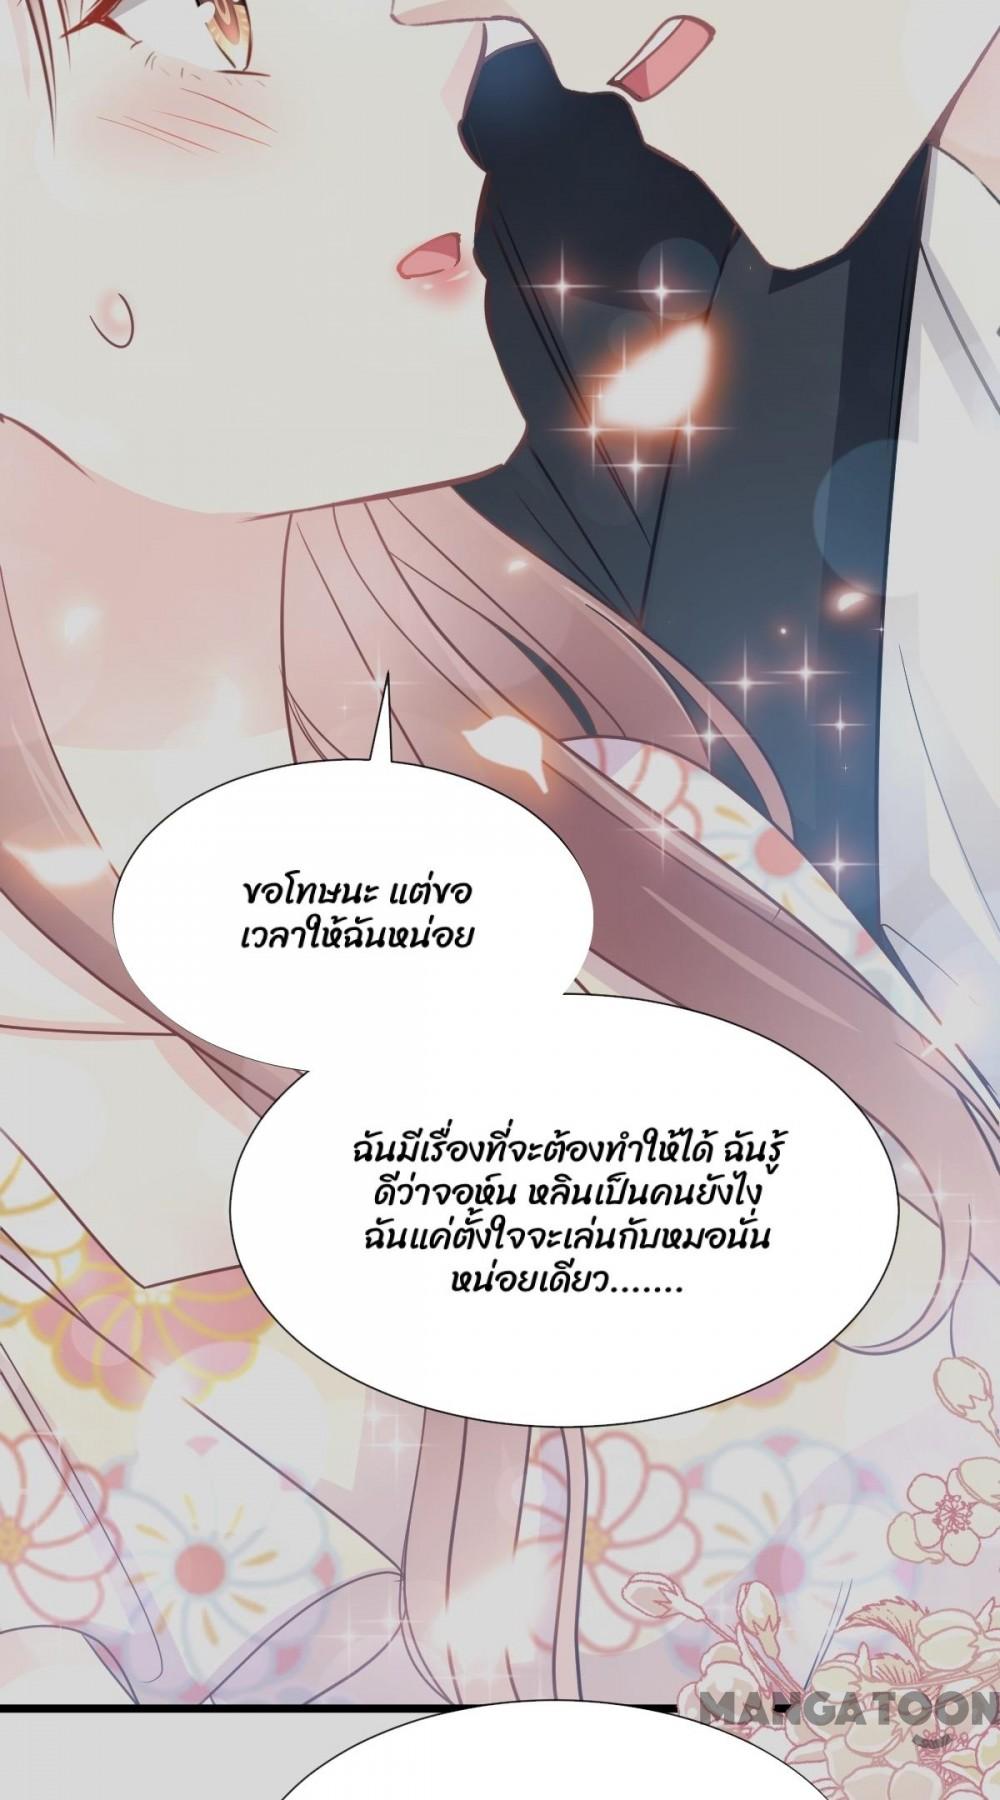 ขอโทษนะ แต่ขอ
เวลาให้ฉันหน่อย
ฉันมีเรื่องที่จะต้องทำให้ได้ ฉันรู้
ดีว่าจอห์น หลินเป็นคนยังไง
ฉันแค่ตั้งใจจะเล่นกับหมอนั่น
หน่อยเดียว.......
MANGATOON